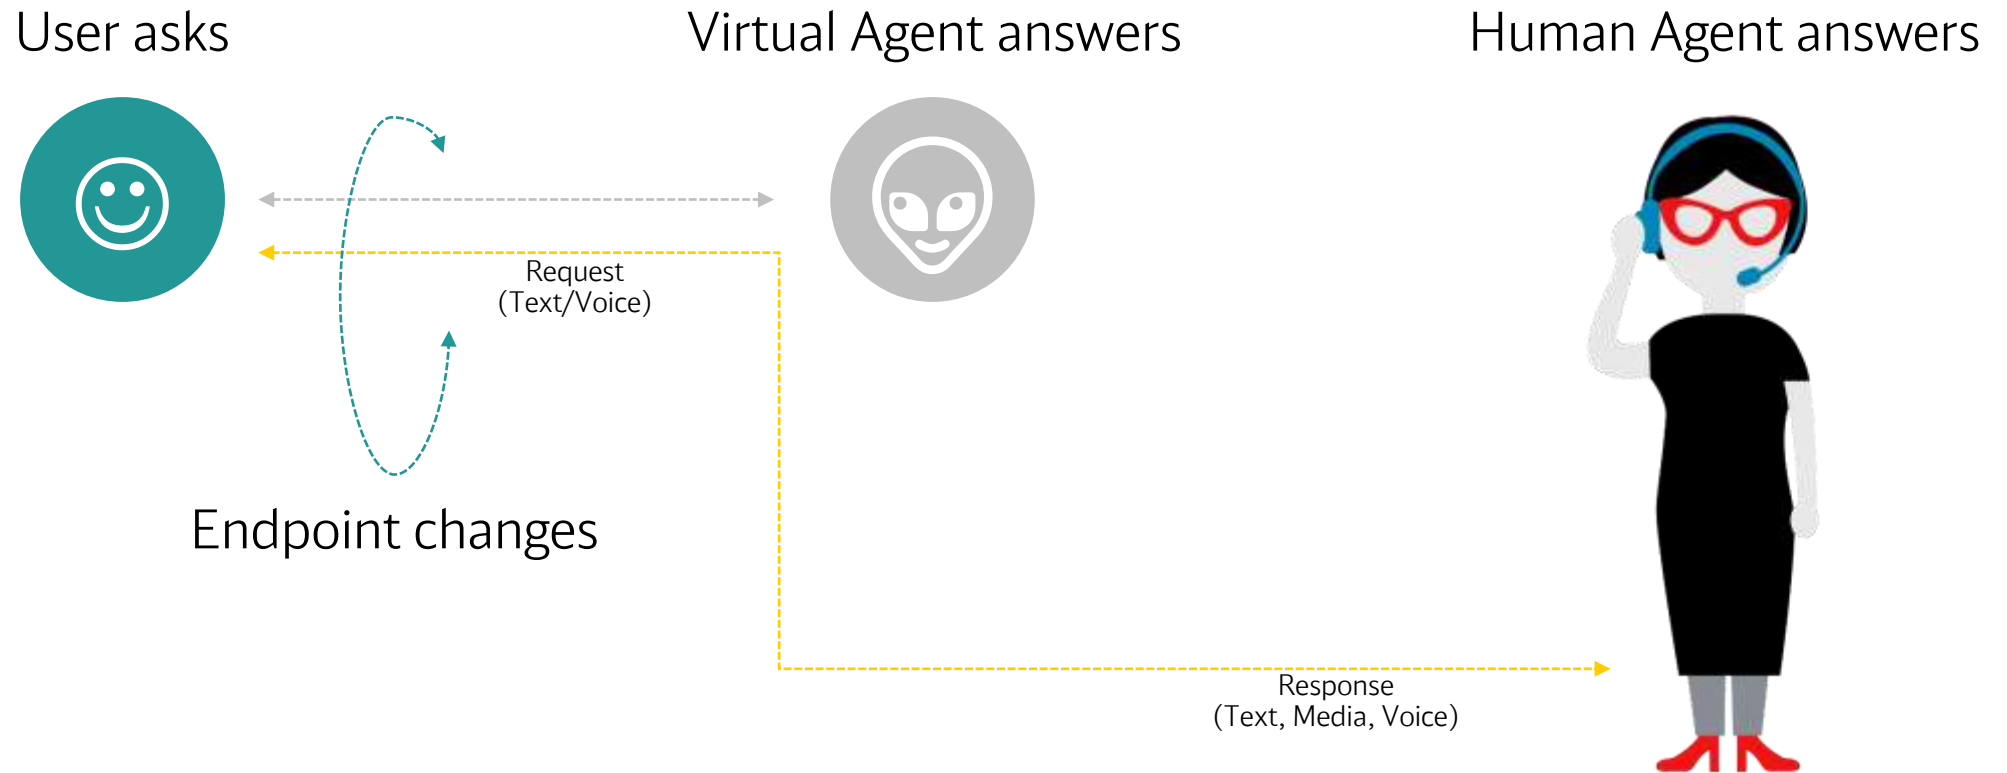 User asks
Virtual Agent answers
Human Agent answers
Request
(Text/Voice)
Endpoint changes
Response
(Text, Media, Voice)